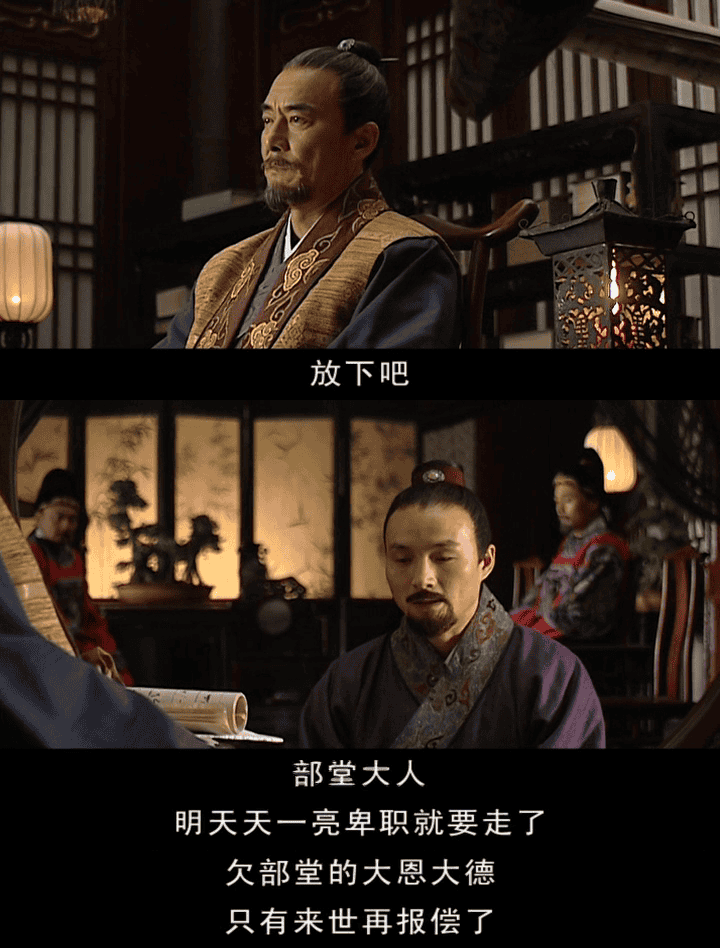 放下吧
部堂大人
明天天一亮卑职就要走了
欠部堂的大恩大德
只有来世再报偿了